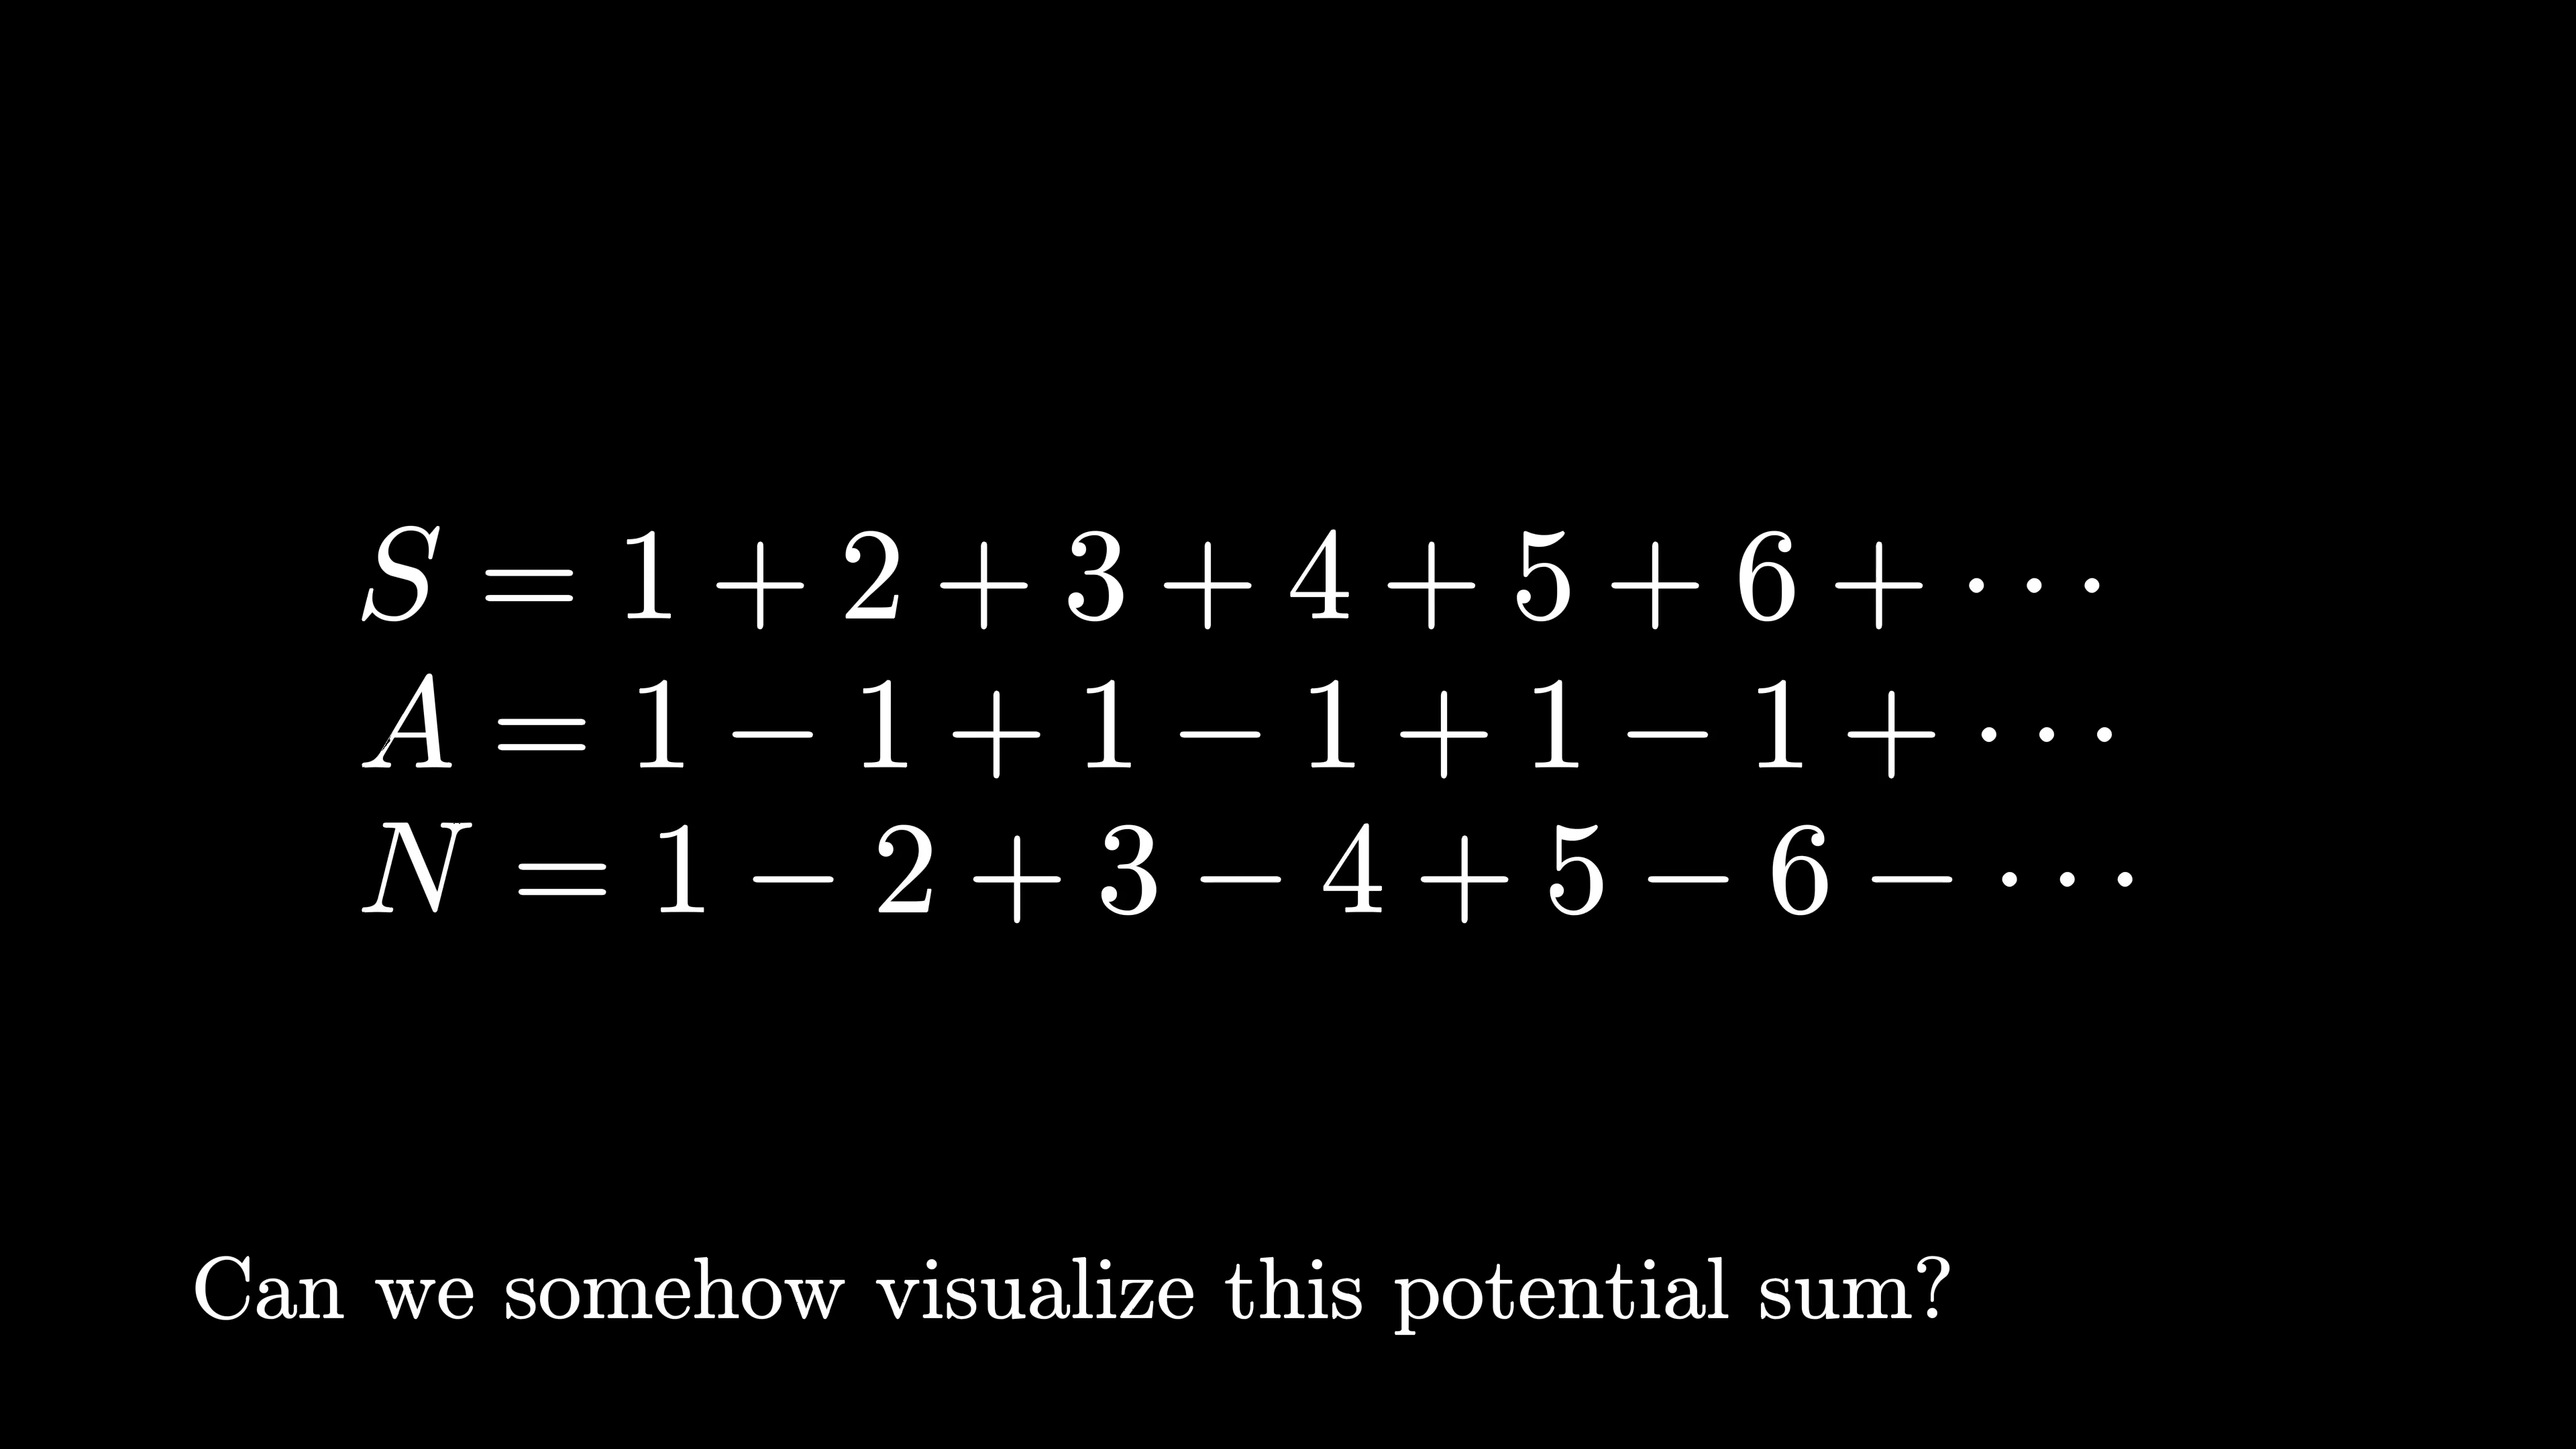 S = 1 + 2 + 3 + 4 + 5 + 6 + ⋯
A = 1 − 1 + 1 − 1 + 1 − 1 + ⋯
N = 1 − 2 + 3 − 4 + 5 − 6 − ⋯
Can we somehow visualize this potential sum?